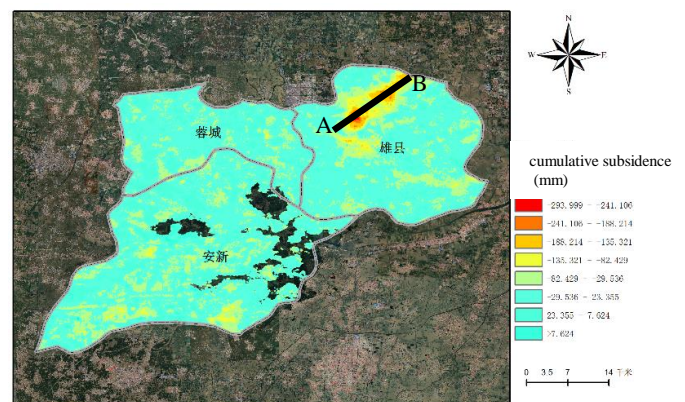 N
W
E
S
B
A
蓉城
雄县
安新
cumulative subsidence
(mm)
-293.999 - -241.106
-241.106 - -188.214
-188.214 - -135.321
-135.321 - -82.429
-82.429 - -29.536
-29.536 - 23.355
23.355 - 7.624
>7.624
0 3.5 7 14 千米